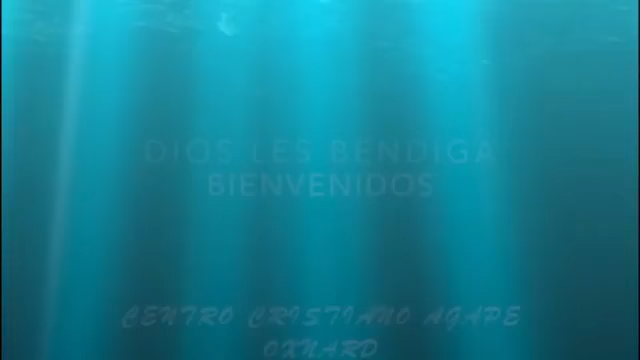 DIOS LES BENDIGA
BIENVENIDOS
CENTRO CRISTIANO AGAPE
OXNARD